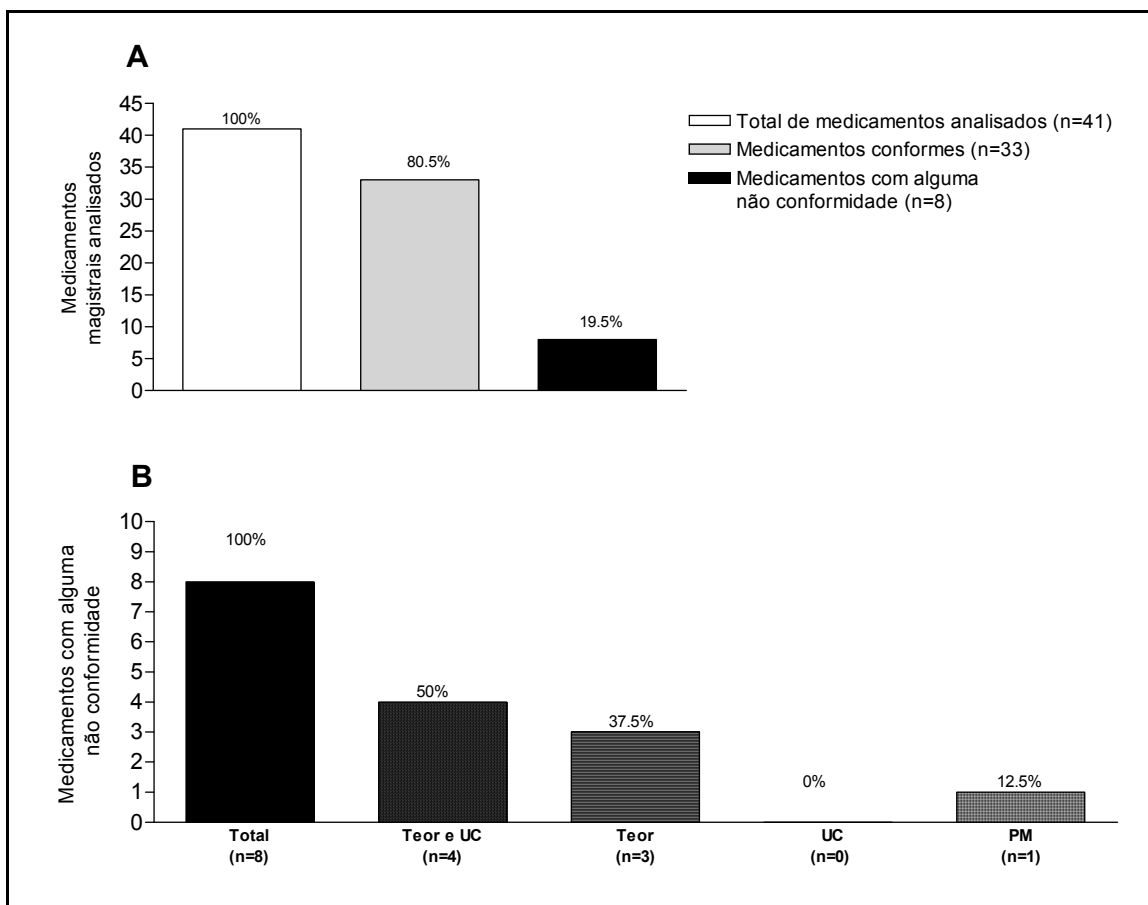 A
Medicamentos
magistrais analisados
45
40
35
30
25
20
15
10
5
0
100%
80.5%
19.5%
Total de medicamentos analisados (n=41)
Medicamentos conformes (n=33)
Medicamentos com alguma
não conformidade (n=8)
B
Medicamentos com alguma
não conformidade
10
9
8
7
6
5
4
3
2
1
0
100%
50%
37.5%
0%
12.5%
Total
(n=8)
Teor e UC
(n=4)
Teor
(n=3)
UC
(n=0)
PM
(n=1)